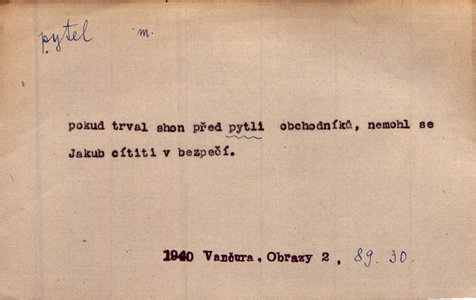 pytel m.
pokud trval shon před pytli obchodníků, nemohl se
Jakub cítiti v bezpečí.
1940 Vančura, Obrazy 2, 89. 30.